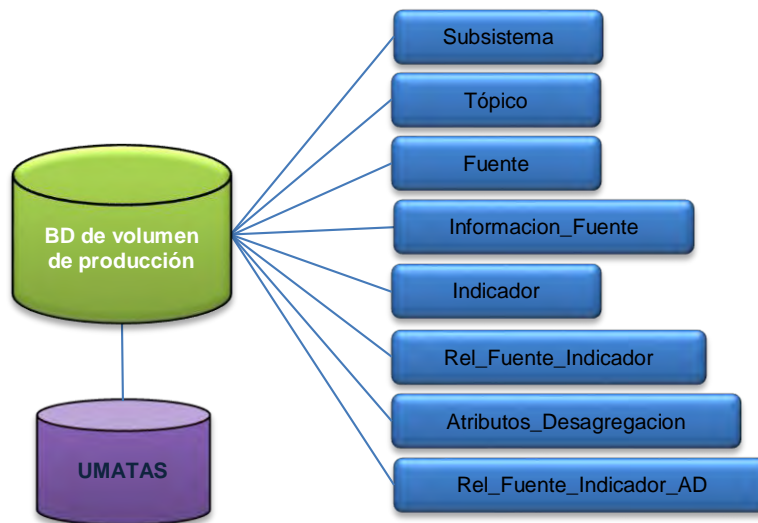 Subsistema
Tópico
Fuente
Informacion_Fuente
Indicador
Rel_Fuente_Indicador
Atributos_Desagregacion
Rel_Fuente_Indicador_AD
BD de volumen
de producción
UMATAS